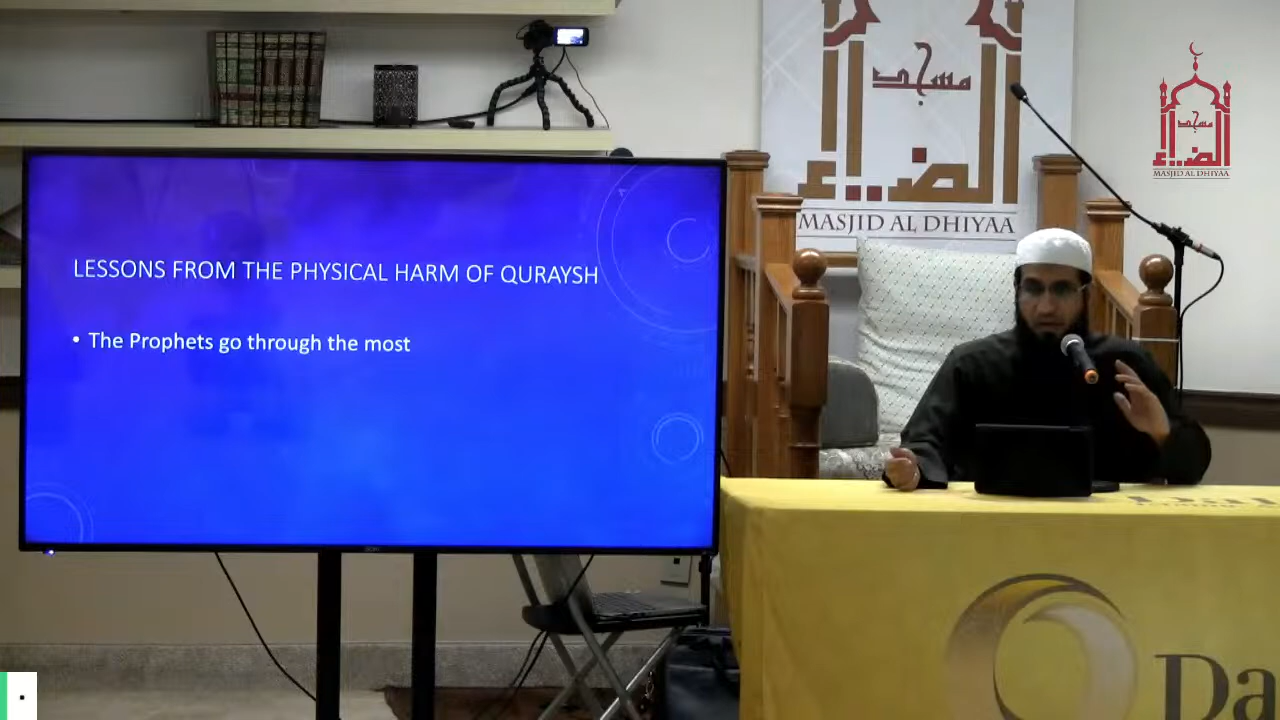 LESSONS FROM THE PHYSICAL HARM OF QURAYSH
• The Prophets go through the most
مسجد
الضياء
MASJID AL DHIYAA
مسجد
الضياء
MASJID AL DHIYAA
Da